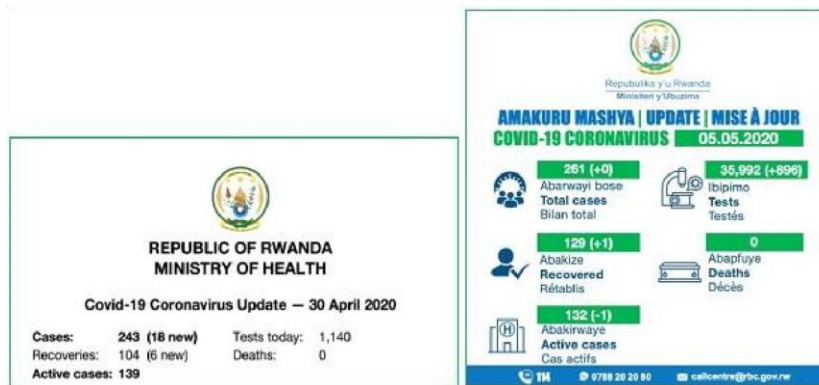 REPUBLIC OF RWANDA
MINISTRY OF HEALTH
Covid-19 Coronavirus Update — 30 April 2020
Cases: 243 (18 new) Tests today: 1,140
Recoveries: 104 (6 new) Deaths: 0
Active cases: 139
Repubulika y'u Rwanda
Minisiteri y'Ubuzima
AMAKURU MASHYA | UPDATE | MISE À JOUR
COVID-19 CORONAVIRUS 05.05.2020
261 (+0)
Abarwayi bose
Total cases
Bilan total
35,992 (+696)
Ibipimo
Tests
Testés
129 (+1)
Abakize
Recovered
Rétablis
0
Abapfuye
Deaths
Décès
132 (-1)
Abakirwaye
Active cases
Cas actifs
114 0788 20 20 80 callcentre@rbc.gov.rw